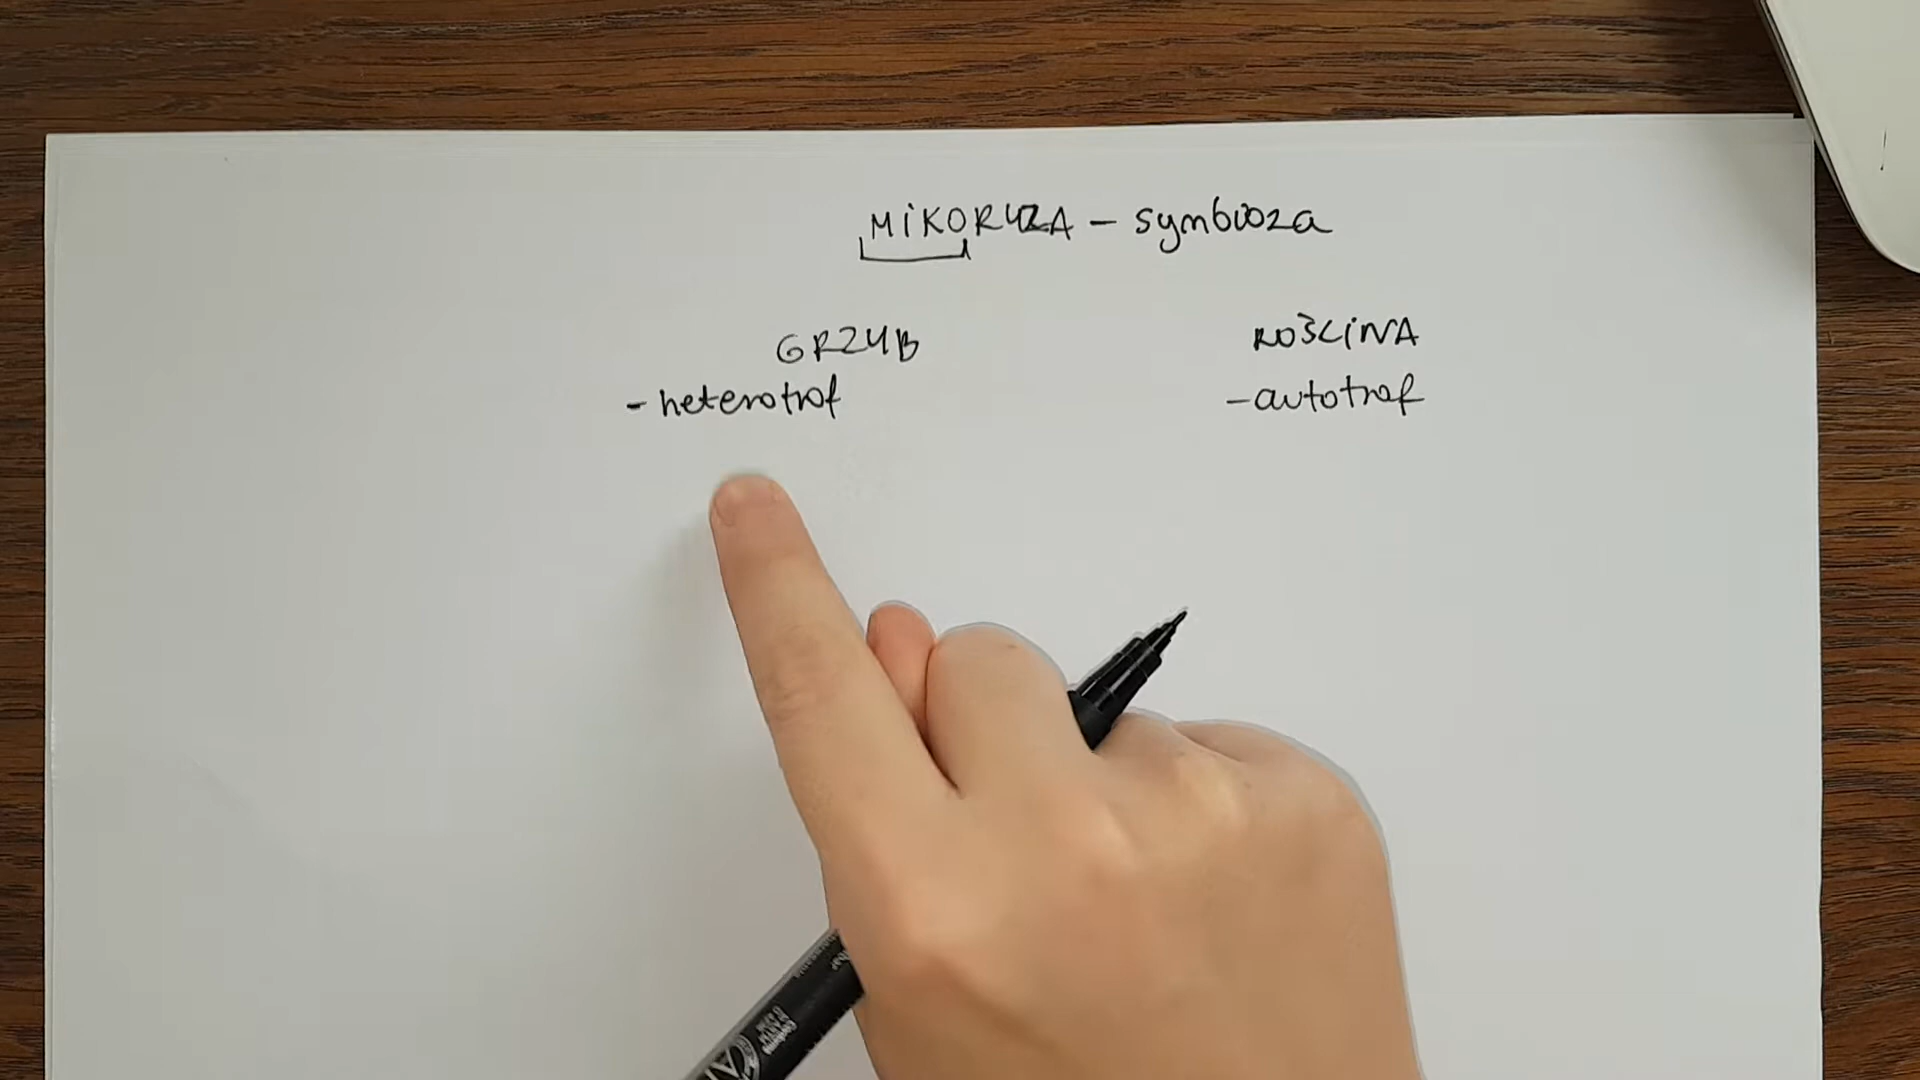 MIKORYZA - symbioza
GRZYB
ROŚLINA
- heterotrof
- autotrof